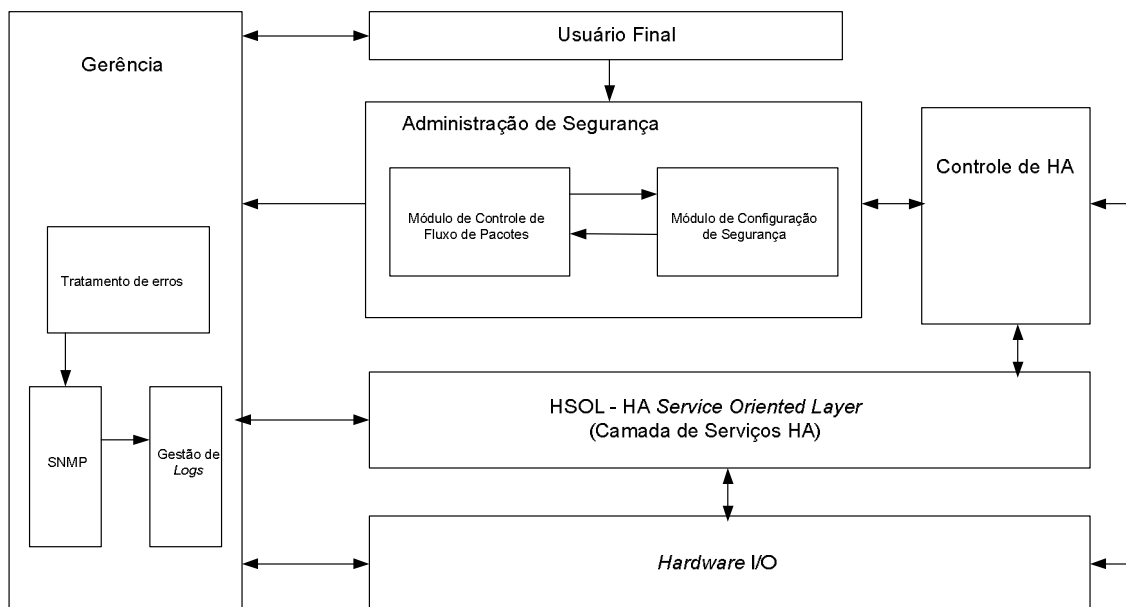 Gerência
Usuário Final
Administração de Segurança
Módulo de Controle de
Fluxo de Pacotes
Módulo de Configuração
de Segurança
Controle de HA
Tratamento de erros
SNMP
Gestão de
Logs
HSOL - HA Service Oriented Layer
(Camada de Serviços HA)
Hardware I/O